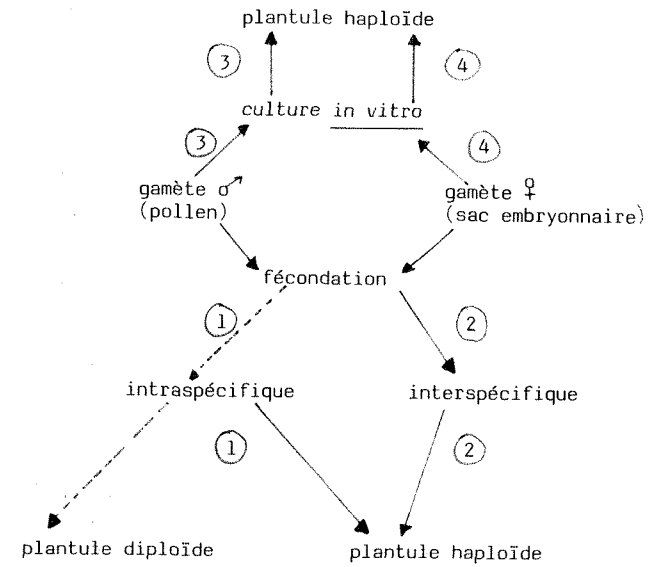 plantule haploïde
3
4
culture in vitro
3
4
gamète ♂
(pollen)
gamète ♀
(sac embryonnaire)
fécondation
1
2
intraspécifique
interspécifique
1
2
plantule diploïde
plantule haploïde